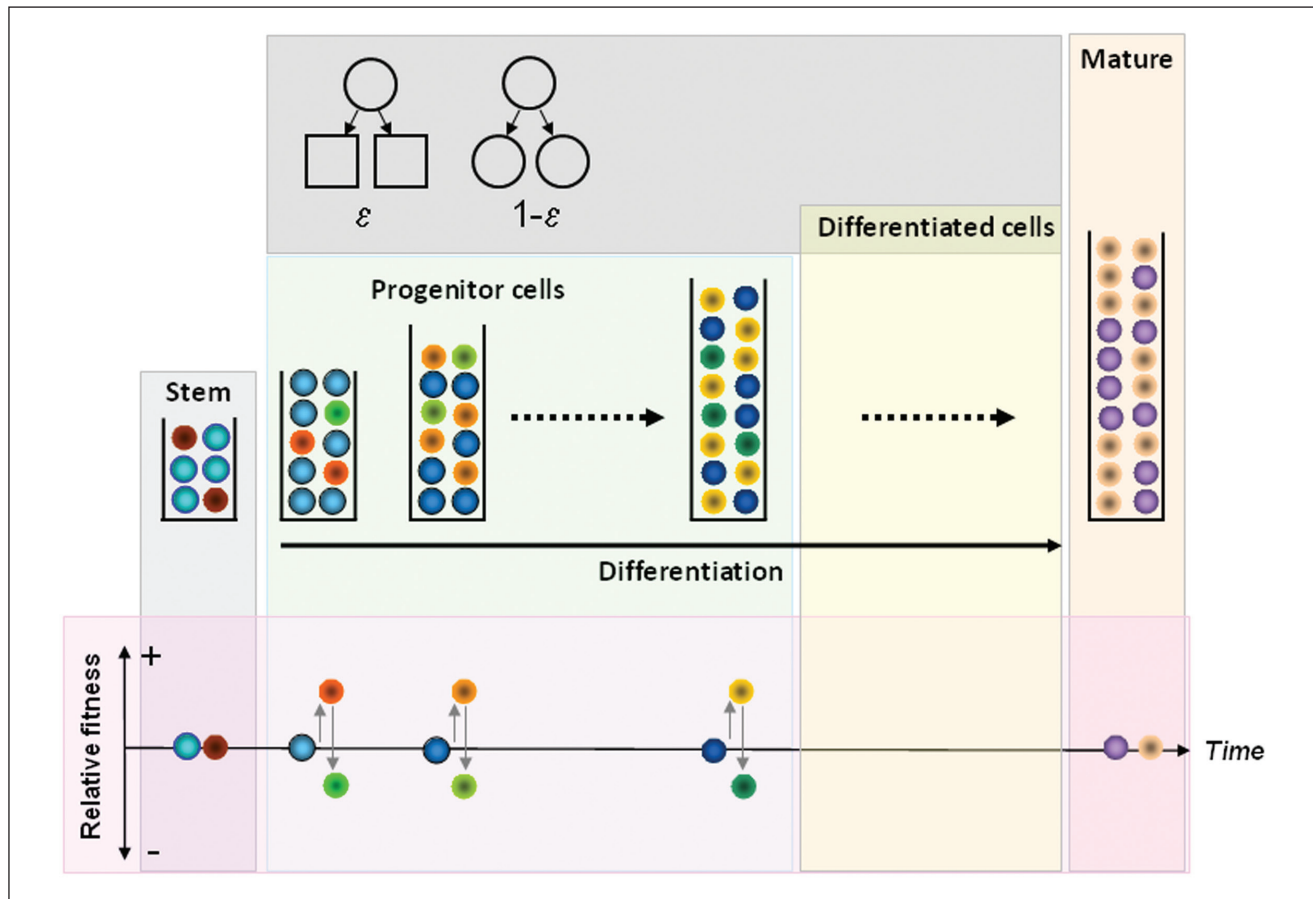 Mature
ε
1-ε
Differentiated cells
Progenitor cells
Stem
Differentiation
Relative fitness
+
-
Time